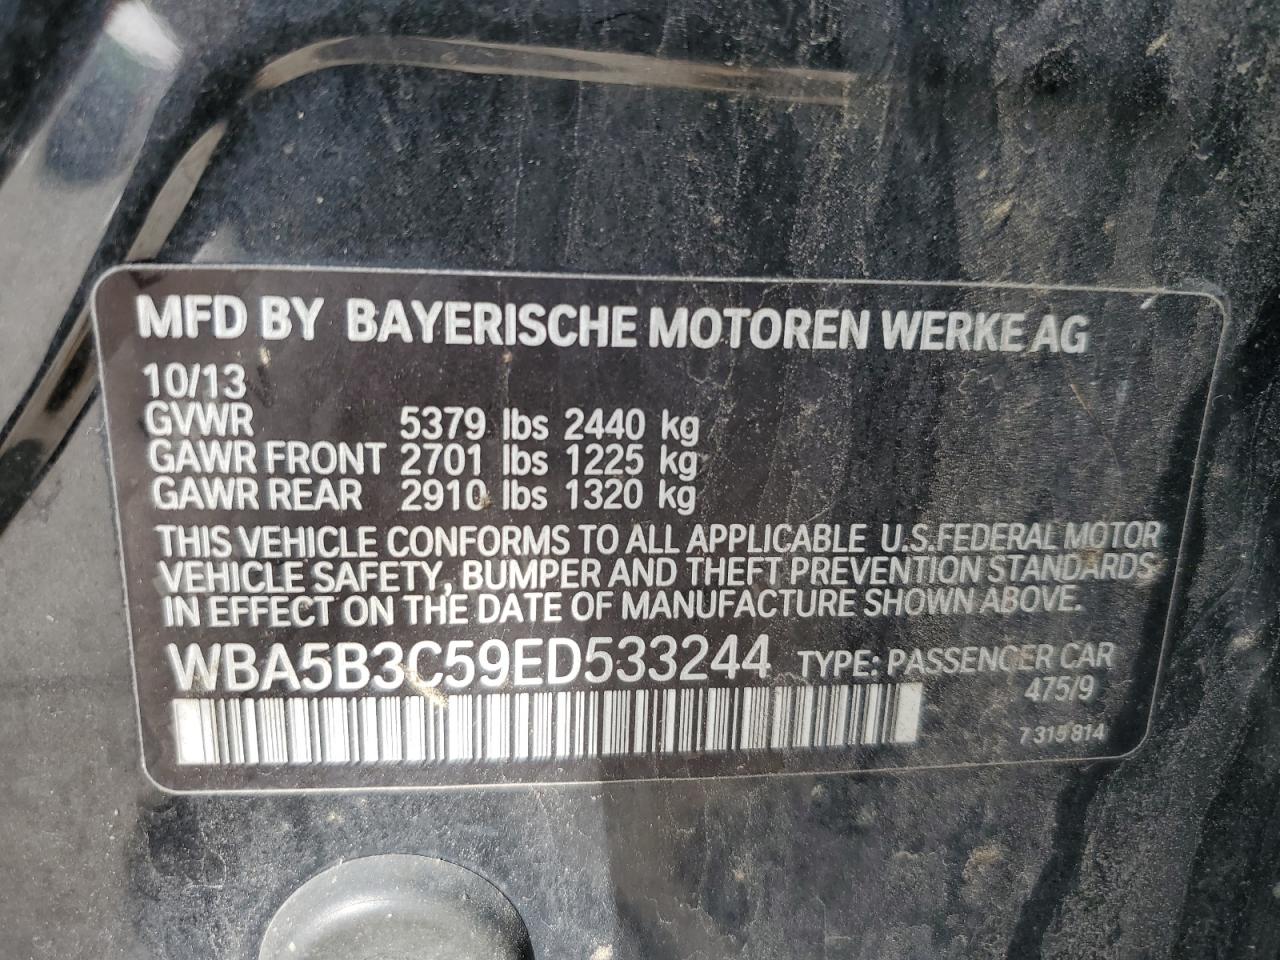 MFD BY BAYERISCHE MOTOREN WERKE AG
10/13
GVWR 5379 lbs 2440 kg
GAWR FRONT 2701 lbs 1225 kg
GAWR REAR 2910 lbs 1320 kg
THIS VEHICLE CONFORMS TO ALL APPLICABLE U.S.FEDERAL MOTOR
VEHICLE SAFETY, BUMPER AND THEFT PREVENTION STANDARDS
IN EFFECT ON THE DATE OF MANUFACTURE SHOWN ABOVE.
WBA5B3C59ED533244 TYPE: PASSENGER CAR
475/9
7 315 814